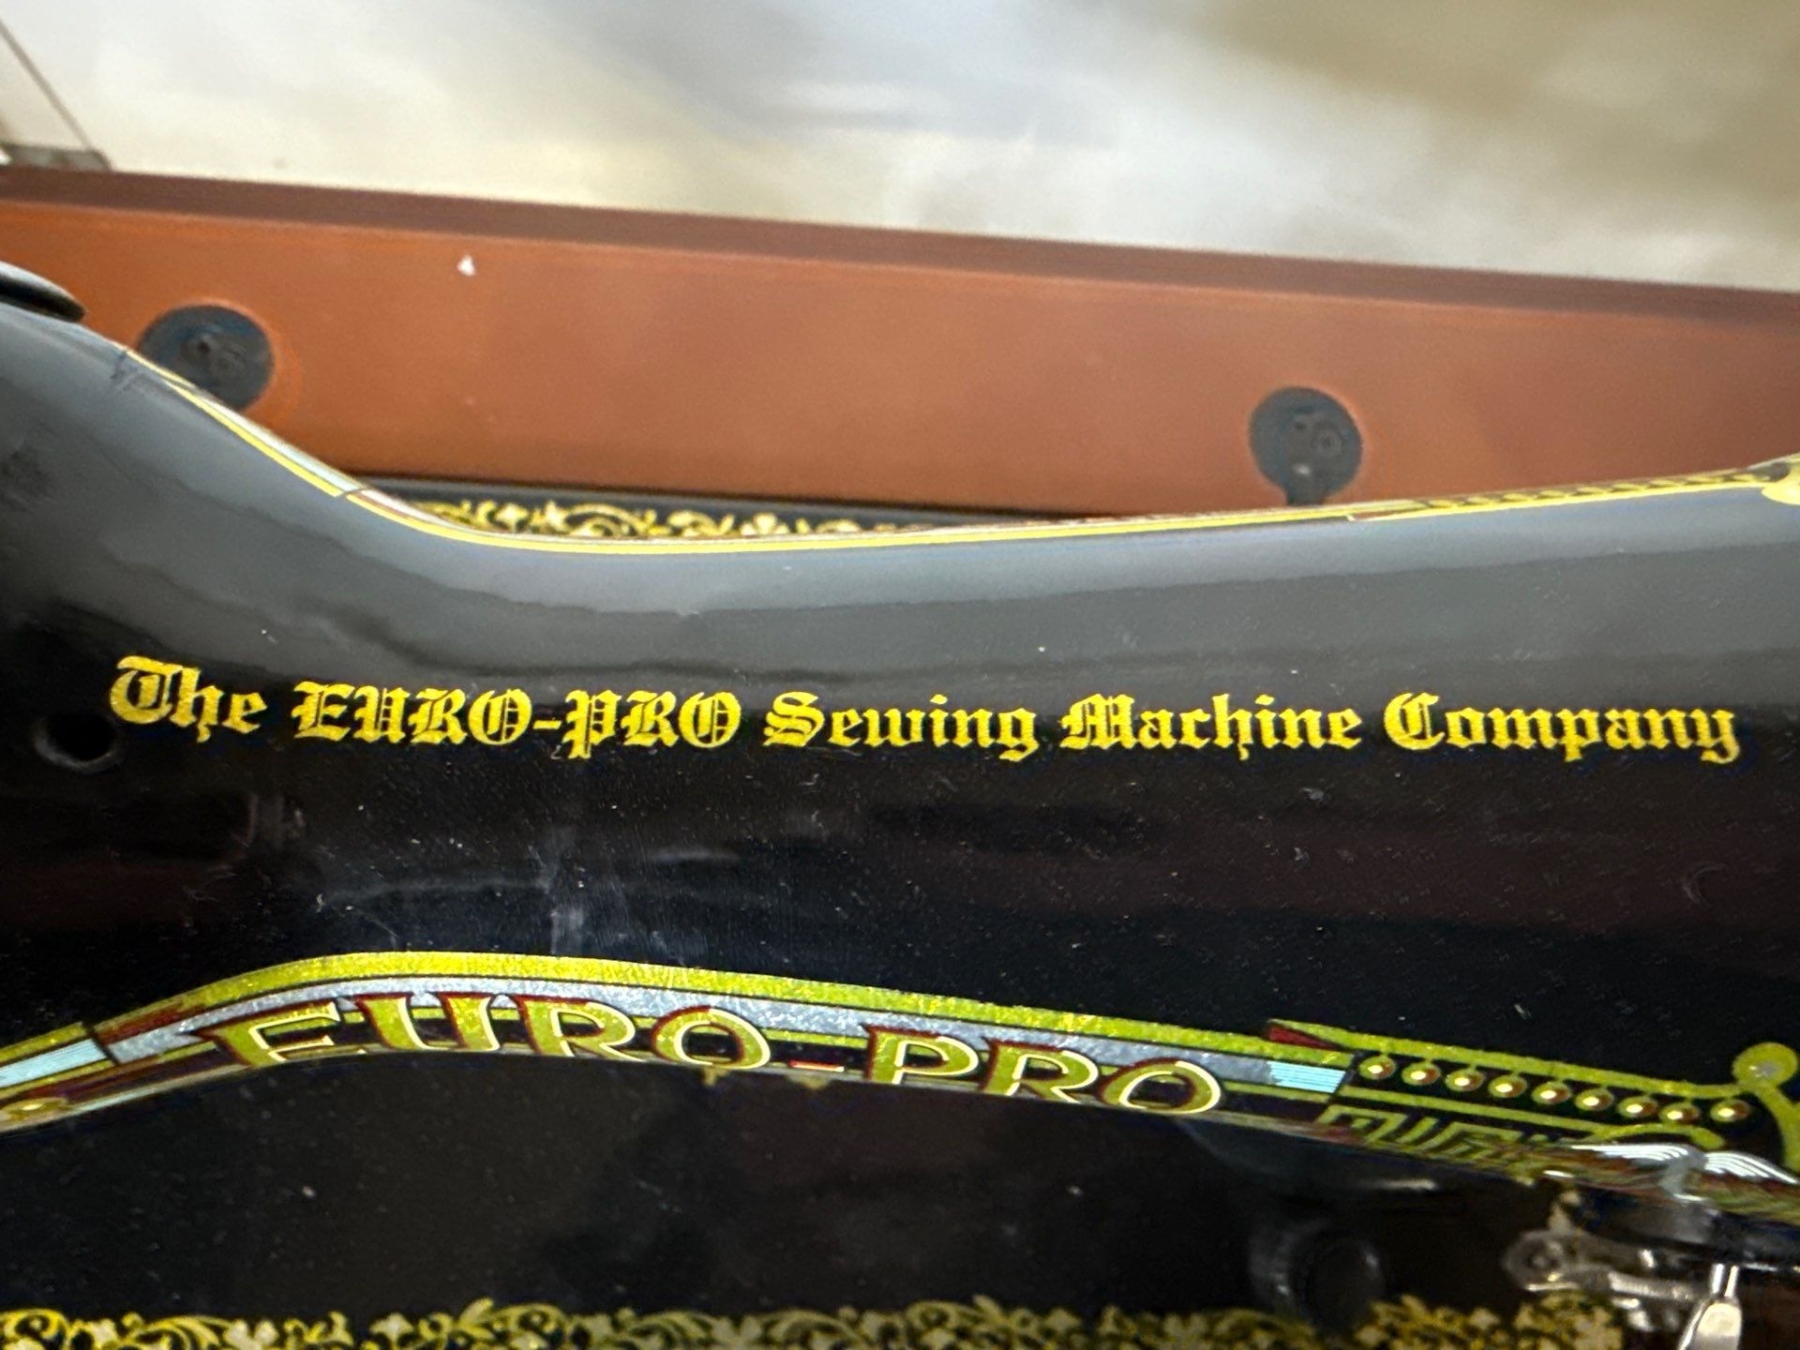 The EURO-PRO Sewing Machine Company
EURO-PRO